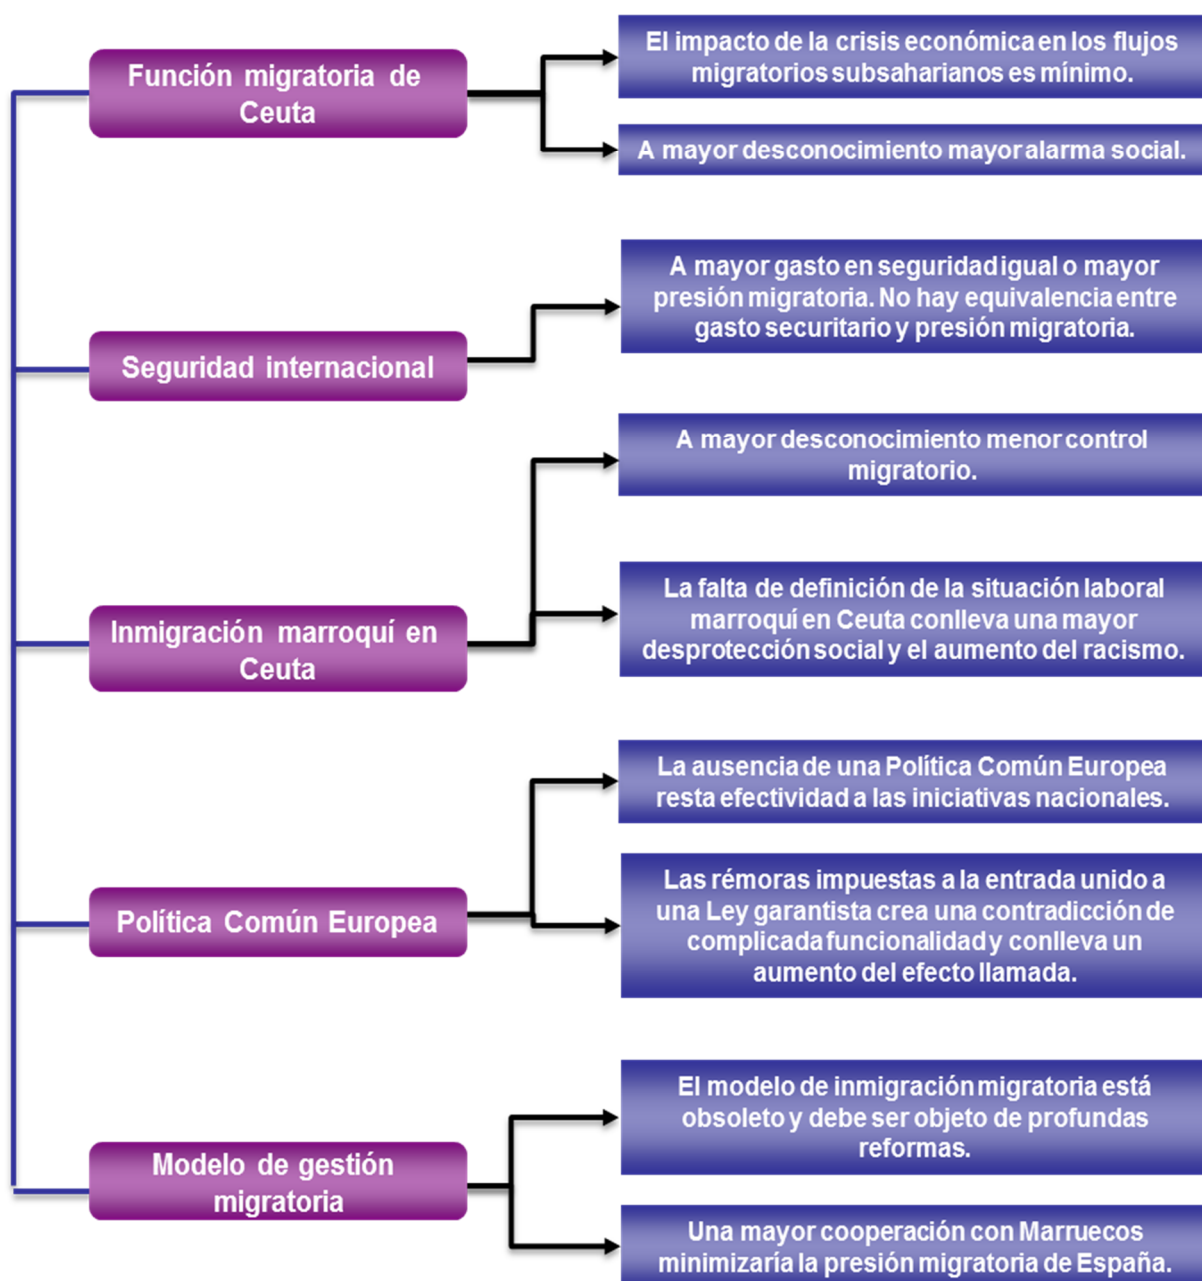 Función migratoria de
Ceuta
El impacto de la crisis económica en los flujos
migratorios subsaharianos es mínimo.
A mayor desconocimiento mayor alarma social.
Seguridad internacional
A mayor gasto en seguridad igual o mayor
presión migratoria. No hay equivalencia entre
gasto securitario y presión migratoria.
Inmigración marroquí en
Ceuta
A mayor desconocimiento menor control
migratorio.
La falta de definición de la situación laboral
marroquí en Ceuta conlleva una mayor
desprotección social y el aumento del racismo.
Política Común Europea
La ausencia de una Política Común Europea
resta efectividad a las iniciativas nacionales.
Las rémoras impuestas a la entrada unido a
una Ley garantista crea una contradicción de
complicada funcionalidad y conlleva un
aumento del efecto llamada.
Modelo de gestión
migratoria
El modelo de inmigración migratoria está
obsoleto y debe ser objeto de profundas
reformas.
Una mayor cooperación con Marruecos
minimizaría la presión migratoria de España.